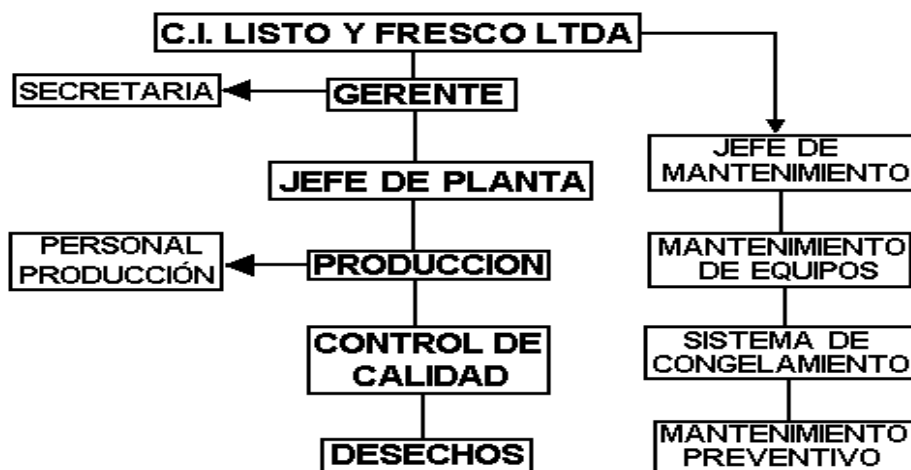 C.I. LISTO Y FRESCO LTDA
SECRETARIA
GERENTE
JEFE DE PLANTA
PERSONAL
PRODUCCIÓN
PRODUCCION
CONTROL DE
CALIDAD
DESECHOS
JEFE DE
MANTENIMIENTO
MANTENIMIENTO
DE EQUIPOS
SISTEMA DE
CONGELAMIENTO
MANTENIMIENTO
PREVENTIVO